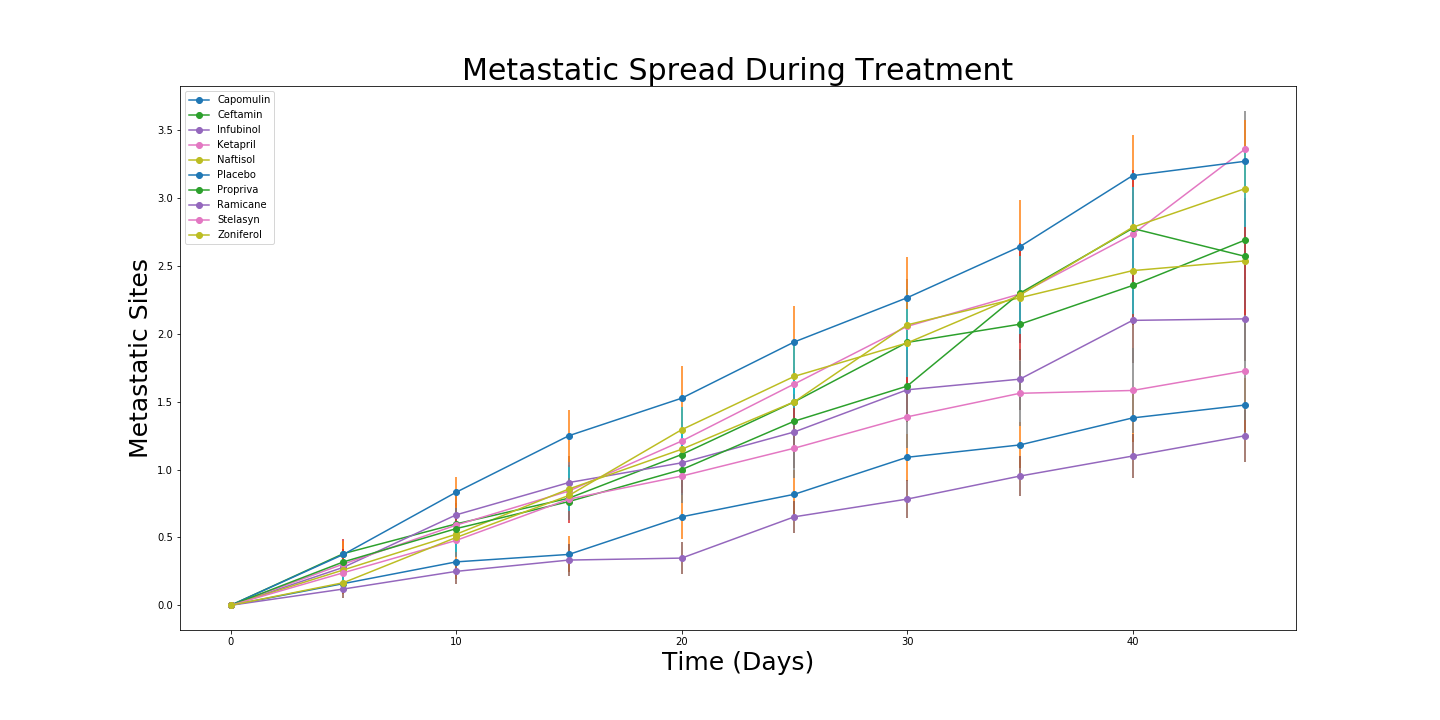 Metastatic Spread During Treatment
Capomulin
Ceftamin
Infubinol
Ketapril
Naftisol
Placebo
Propriva
Ramicane
Stelasyn
Zoniferol
3.5
3.0
2.5
2.0
1.5
1.0
0.5
0.0
Metastatic Sites
0 10 20 30 40
Time (Days)